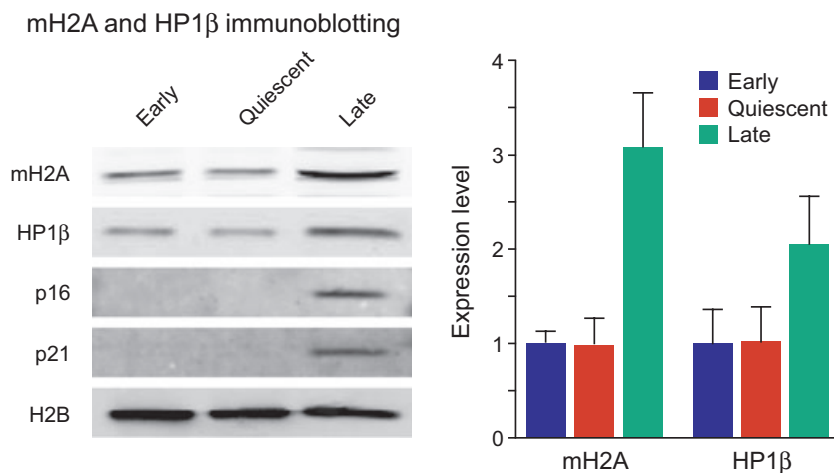 mH2A and HP1β immunoblotting
Early
Quiescent
Late
mH2A
HP1β
p16
p21
H2B
Expression level
4
3
2
1
0
Early
Quiescent
Late
mH2A
HP1β